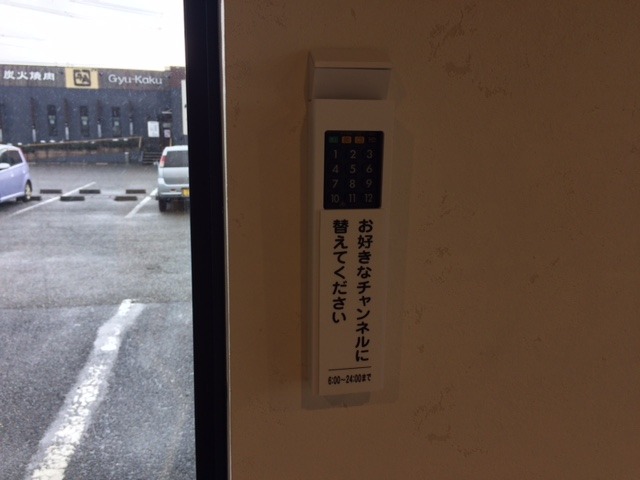 炭火焼肉
Gyu-Kaku
1 2 3
4 5 6
7 8 9
10 11 12
お好きなチャンネルに
替えてください
6:00~24:00まで